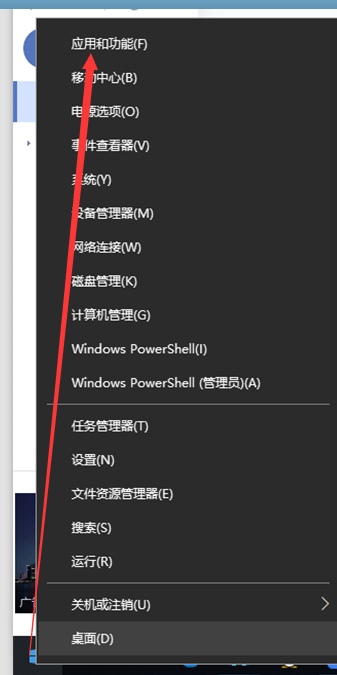 应用和功能(F)
移动中心(B)
电源选项(O)
事件查看器(V)
系统(Y)
设备管理器(M)
网络连接(W)
磁盘管理(K)
计算机管理(G)
Windows PowerShell(I)
Windows PowerShell (管理员)(A)
任务管理器(T)
设置(N)
文件资源管理器(E)
搜索(S)
运行(R)
关机或注销(U)
广告
桌面(D)